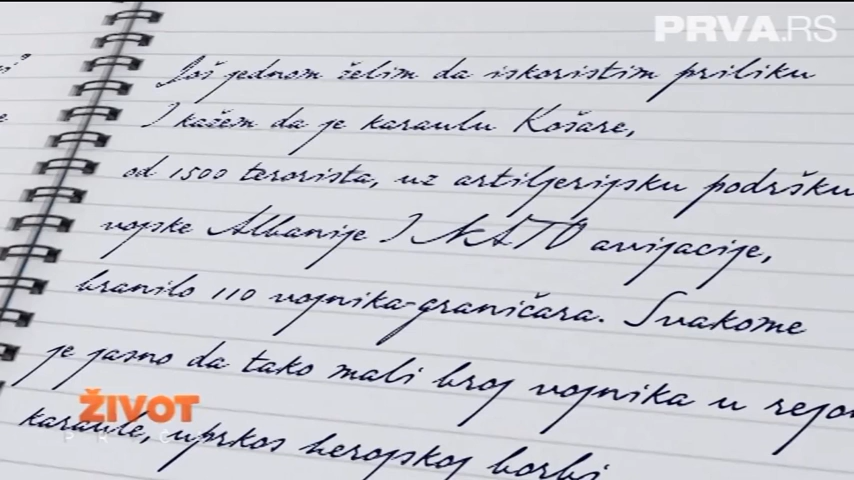 PRVA.RS
Još jednom želim da iskoristim priliku
I kažem da je karaulu Košare,
od 1500 terorista, uz artiljerijsku podršku
vojske Albanije I NATO avijacije,
branilo 110 vojnika-graničara. Svakome
je jasno da tako mali broj vojnika u rejo
ŽIVOT
karaule, uprkos herojskoj borbi